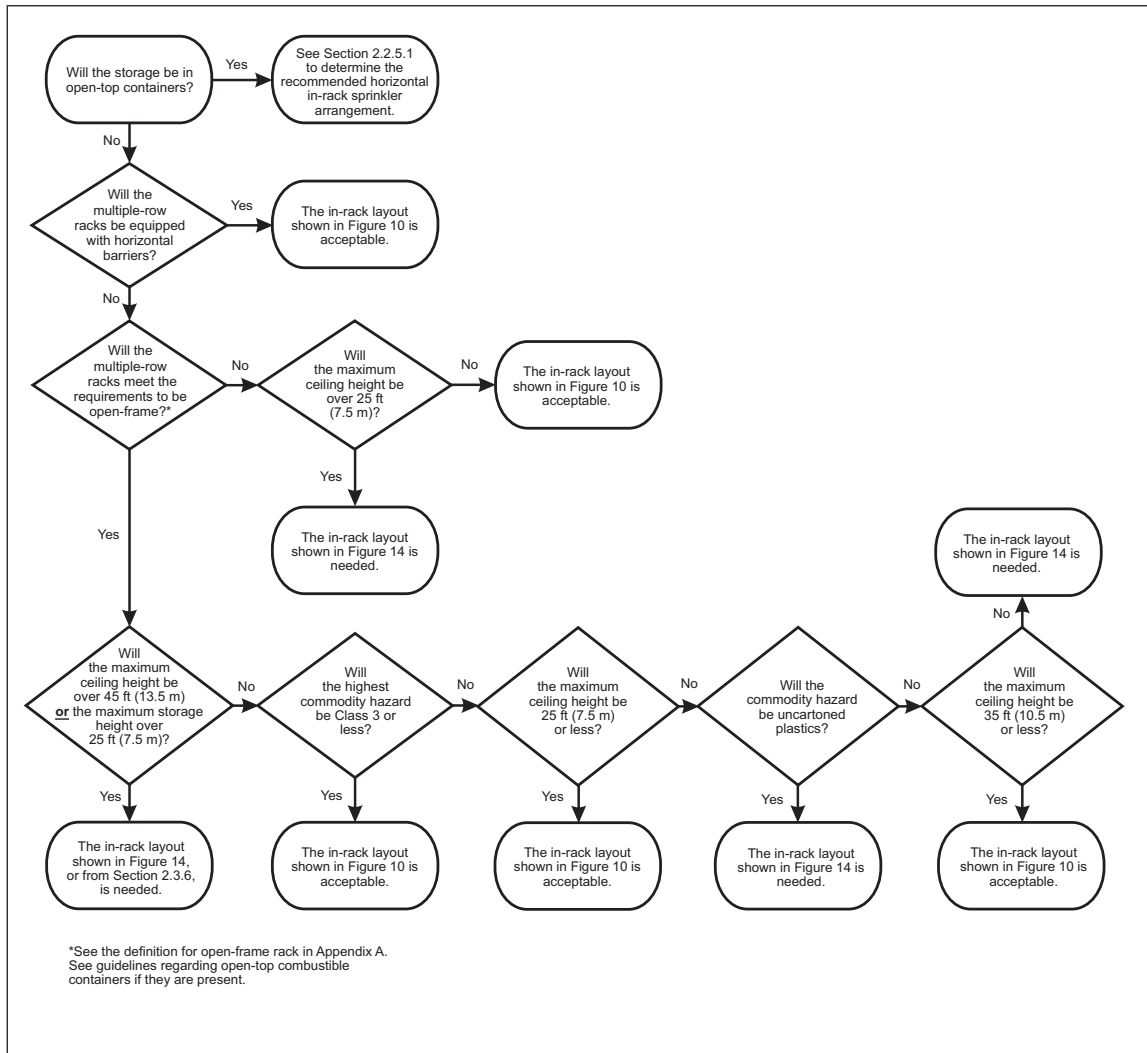 Will the storage be in
open-top containers?
Yes
See Section 2.2.5.1
to determine the
recommended horizontal
in-rack sprinkler
arrangement.
No
Will the
multiple-row
racks be equipped
with horizontal
barriers?
Yes
The in-rack layout
shown in Figure 10 is
acceptable.
No
Will the
multiple-row
racks meet the
requirements to be
open-frame?*
No
Will
the maximum
ceiling height be
over 25 ft
(7.5 m)?
No
The in-rack layout
shown in Figure 10 is
acceptable.
Yes
The in-rack layout
shown in Figure 14 is
needed.
Yes
Will
the maximum
ceiling height be
over 45 ft (13.5 m)
or the maximum storage
height over
25 ft (7.5 m)?
No
Will
the highest
commodity hazard
be Class 3 or
less?
No
Will
the maximum
ceiling height be
25 ft (7.5 m)
or less?
No
Will the
commodity hazard
be uncartoned
plastics?
No
Will
the maximum
ceiling height be
35 ft (10.5 m)
or less?
No
The in-rack layout
shown in Figure 14 is
needed.
Yes
The in-rack layout
shown in Figure 14,
or from Section 2.3.6,
is needed.
Yes
The in-rack layout
shown in Figure 10 is
acceptable.
Yes
The in-rack layout
shown in Figure 10 is
acceptable.
Yes
The in-rack layout
shown in Figure 14 is
needed.
Yes
The in-rack layout
shown in Figure 10 is
acceptable.
*See the definition for open-frame rack in Appendix A.
See guidelines regarding open-top combustible
containers if they are present.